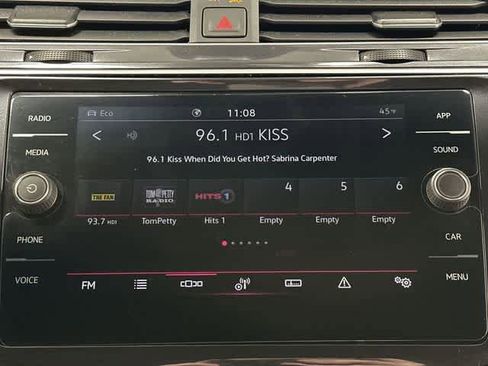 RADIO
MEDIA
PHONE
VOICE
Eco
11:08
45°F
96.1 HD1 KISS
96.1 Kiss When Did You Get Hot? Sabrina Carpenter
THE FAN
TOM PETTY
RADIO
HITS 1
4
5
6
93.7 HD3
TomPetty
Hits 1
Empty
Empty
Empty
FM
APP
SOUND
CAR
MENU